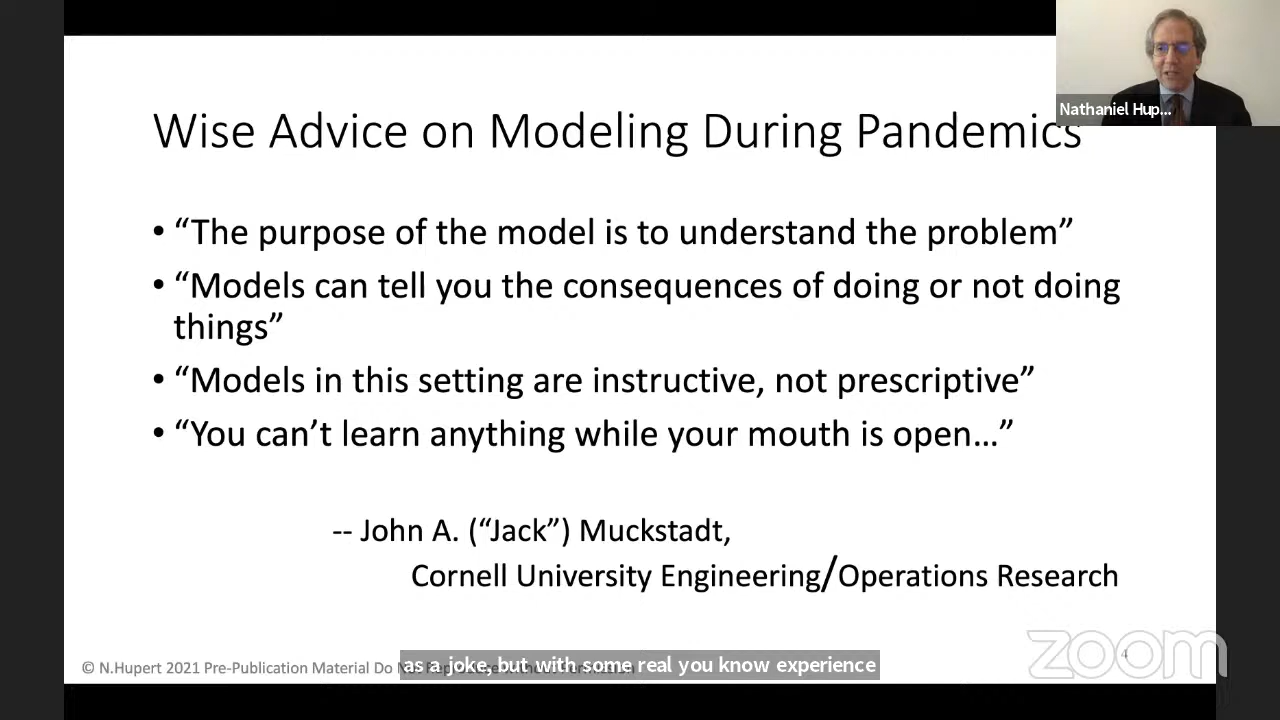 Wise Advice on Modeling During Pandemics
Nathaniel Hup...
• “The purpose of the model is to understand the problem”
• “Models can tell you the consequences of doing or not doing
things”
• “Models in this setting are instructive, not prescriptive”
• “You can’t learn anything while your mouth is open…”
-- John A. (“Jack”) Muckstadt,
Cornell University Engineering/Operations Research
© N.Hupert 2021 Pre-Publication Material Do
as a joke, but with some real you know experience
4
zoom